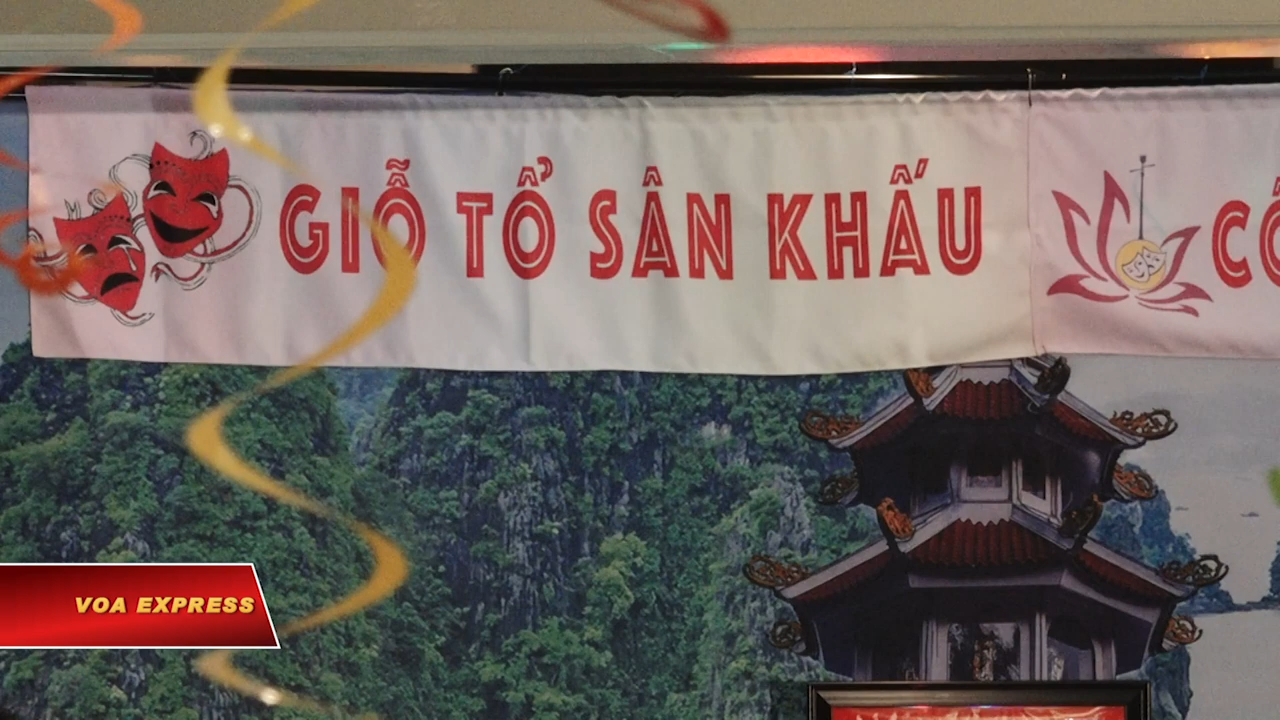 GIỖ TỔ SÂN KHẤU
VOA EXPRESS